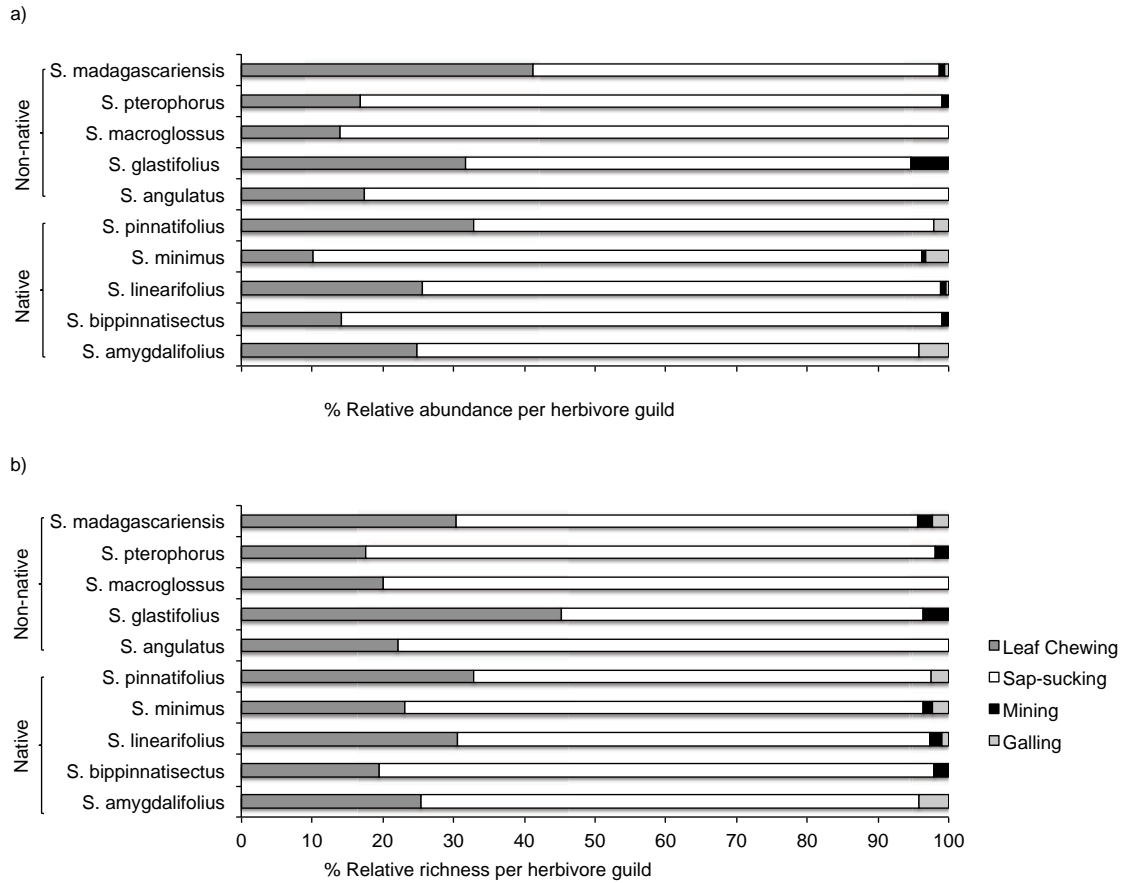 a)
Non-native
S. madagascariensis
S. pterophorus
S. macroglossus
S. glastifolius
S. angulatus
Native
S. pinnatifolius
S. minimus
S. linearifolius
S. bippinnatisectus
S. amygdalifolius
% Relative abundance per herbivore guild
b)
Non-native
S. madagascariensis
S. pterophorus
S. macroglossus
S. glastifolius
S. angulatus
Native
S. pinnatifolius
S. minimus
S. linearifolius
S. bippinnatisectus
S. amygdalifolius
0 10 20 30 40 50 60 70 80 90 100
% Relative richness per herbivore guild
Leaf Chewing
Sap-sucking
Mining
Galling